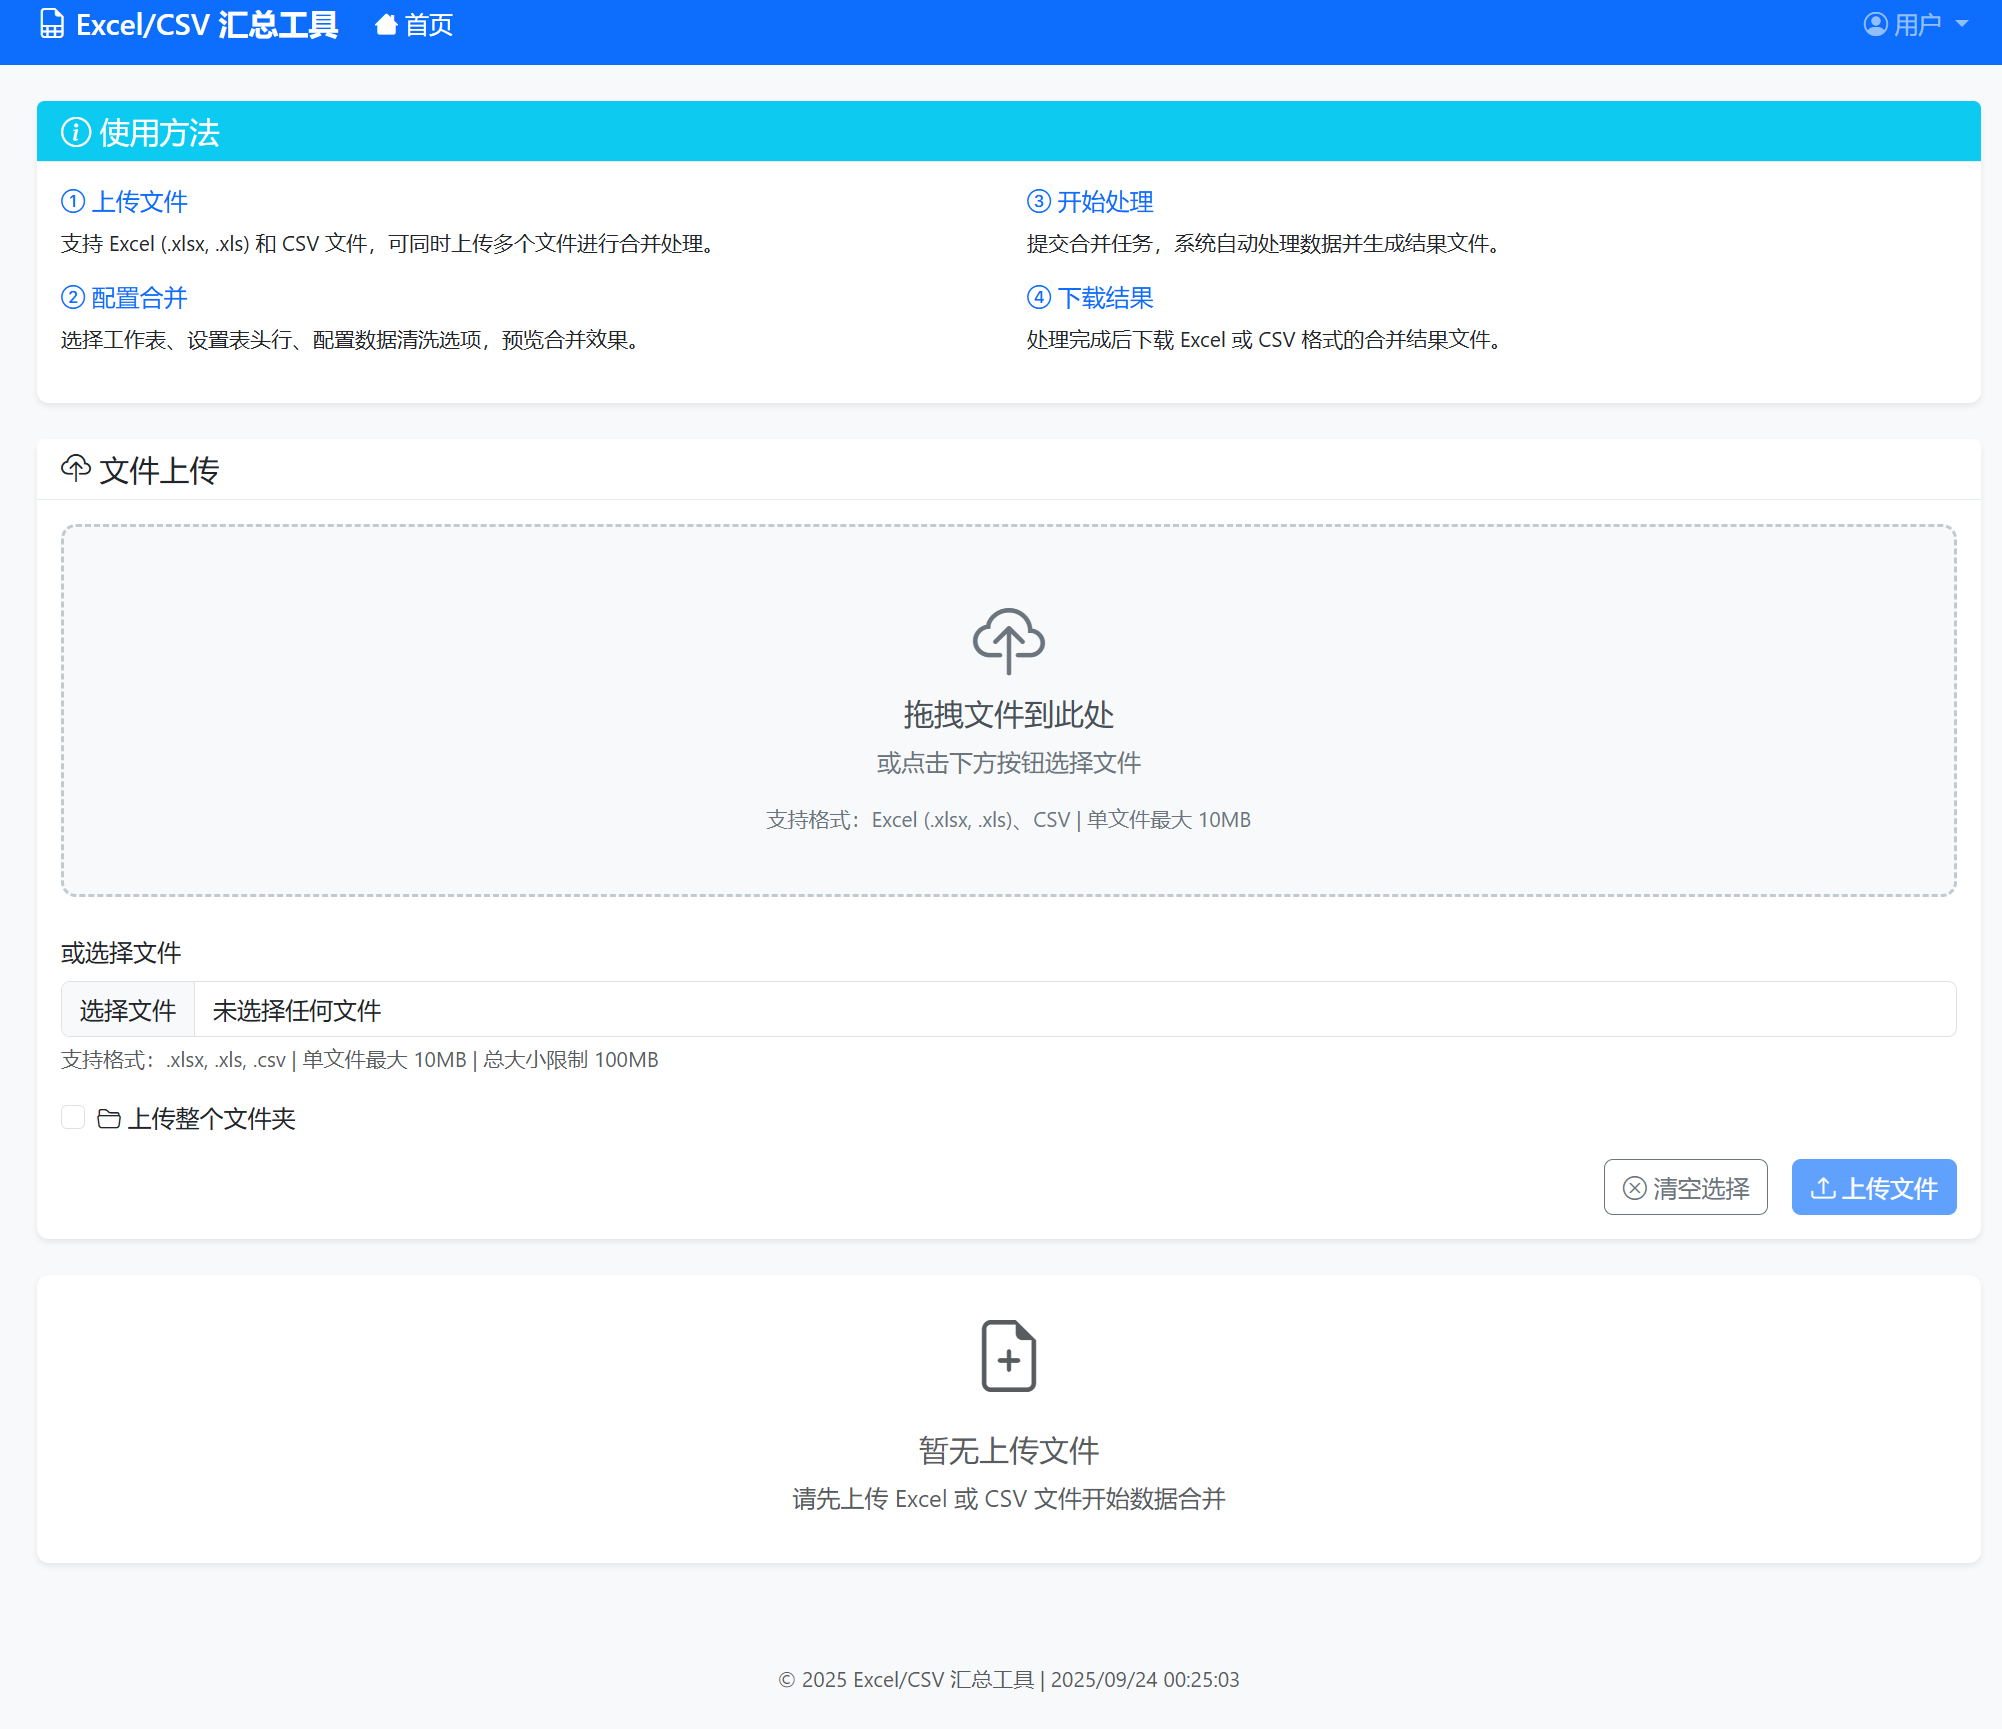 Excel/CSV 汇总工具 首页 用户
使用方法
① 上传文件
支持 Excel (.xlsx, .xls) 和 CSV 文件，可同时上传多个文件进行合并处理。
② 配置合并
选择工作表、设置表头行、配置数据清洗选项，预览合并效果。
③ 开始处理
提交合并任务，系统自动处理数据并生成结果文件。
④ 下载结果
处理完成后下载 Excel 或 CSV 格式的合并结果文件。
文件上传
拖拽文件到此处
或点击下方按钮选择文件
支持格式：Excel (.xlsx, .xls)、CSV | 单文件最大 10MB
或选择文件
选择文件 未选择任何文件
支持格式：.xlsx, .xls, .csv | 单文件最大 10MB | 总大小限制 100MB
上传整个文件夹
清空选择 上传文件
暂无上传文件
请先上传 Excel 或 CSV 文件开始数据合并
© 2025 Excel/CSV 汇总工具 | 2025/09/24 00:25:03